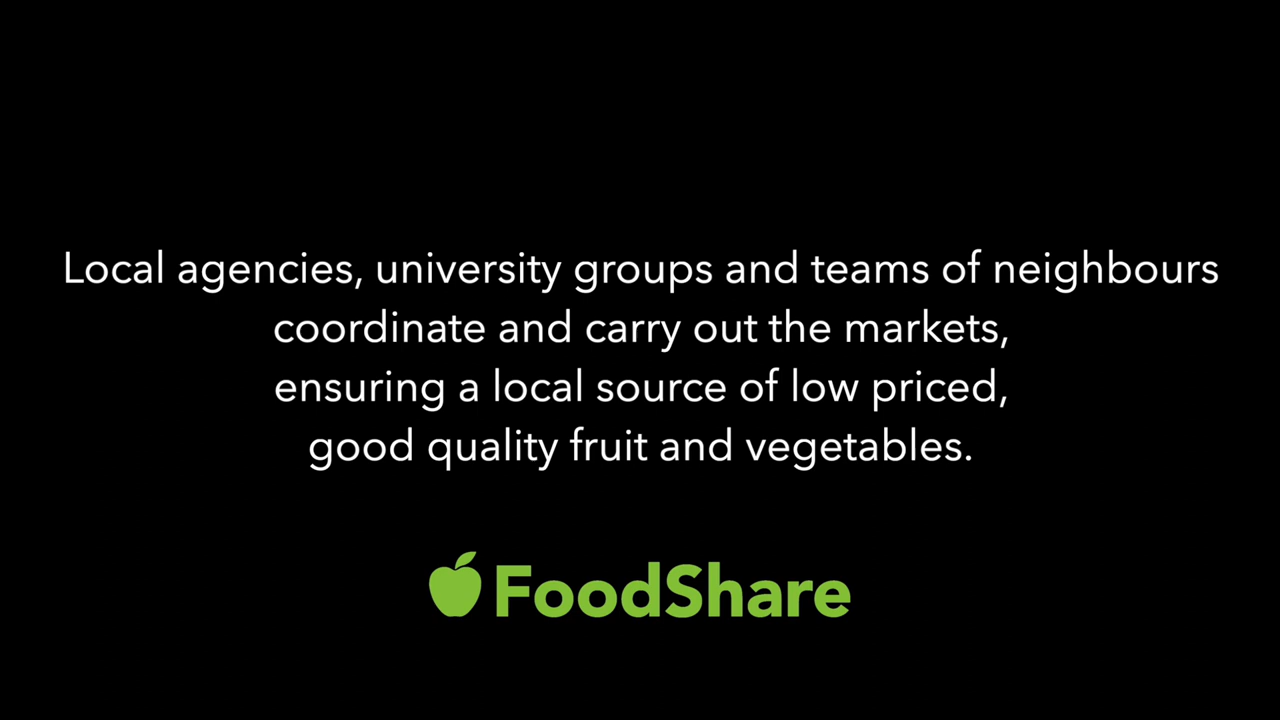 Local agencies, university groups and teams of neighbours
coordinate and carry out the markets,
ensuring a local source of low priced,
good quality fruit and vegetables.
FoodShare